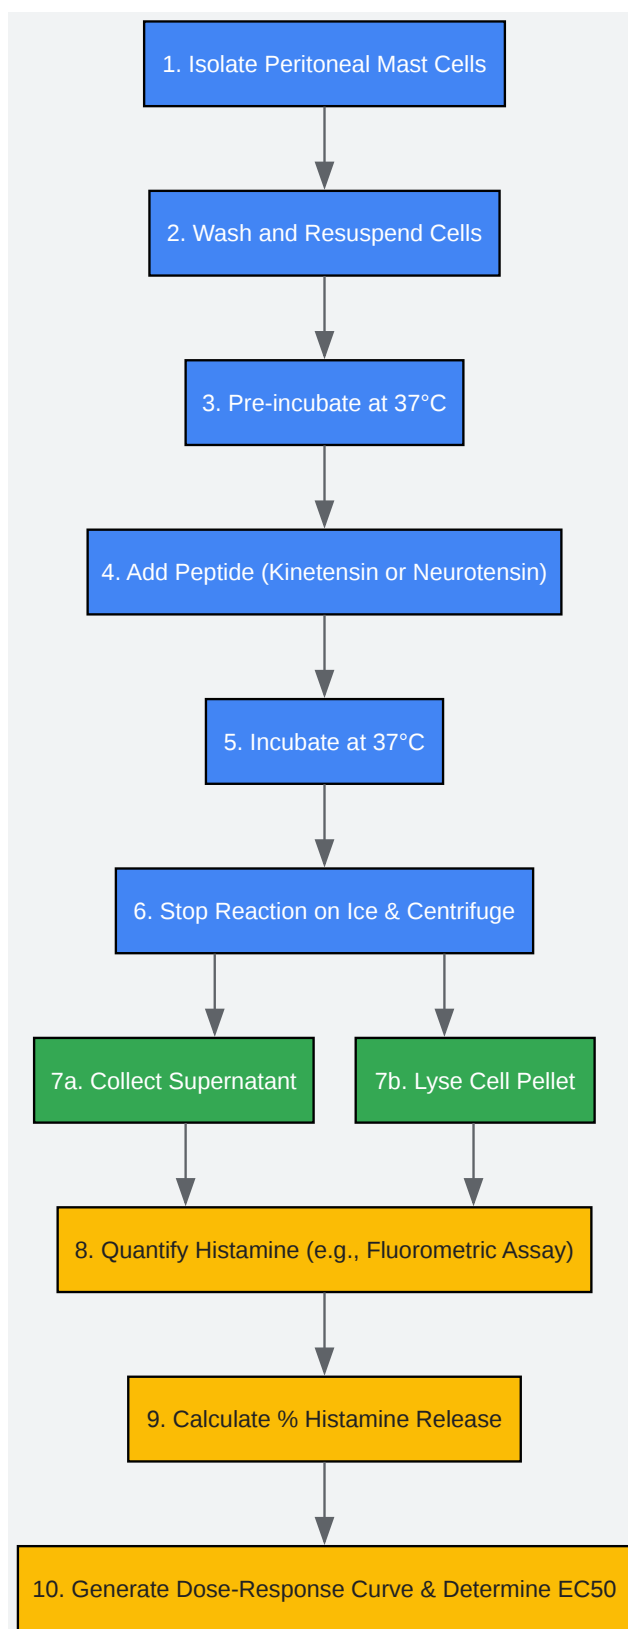 1. Isolate Peritoneal Mast Cells
2. Wash and Resuspend Cells
3. Pre-incubate at 37°C
4. Add Peptide (Kinetensin or Neurotensin)
5. Incubate at 37°C
6. Stop Reaction on Ice & Centrifuge
7a. Collect Supernatant
7b. Lyse Cell Pellet
8. Quantify Histamine (e.g., Fluorometric Assay)
9. Calculate % Histamine Release
10. Generate Dose-Response Curve & Determine EC50